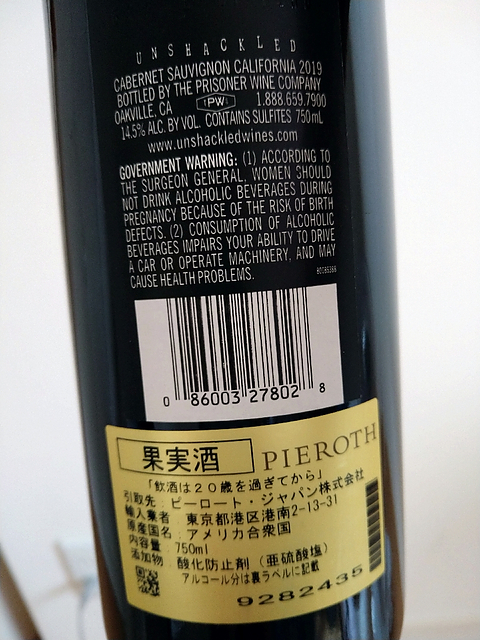 UNSHACKLED
CABERNET SAUVIGNON CALIFORNIA 2019
BOTTLED BY THE PRISONER WINE COMPANY
OAKVILLE, CA TPWC 1.888.659.7900
14.5% ALC. BY VOL. CONTAINS SULFITES 750mL
www.unshackledwines.com
GOVERNMENT WARNING: (1) ACCORDING TO
THE SURGEON GENERAL, WOMEN SHOULD
NOT DRINK ALCOHOLIC BEVERAGES DURING
PREGNANCY BECAUSE OF THE RISK OF BIRTH
DEFECTS. (2) CONSUMPTION OF ALCOHOLIC
BEVERAGES IMPAIRS YOUR ABILITY TO DRIVE
A CAR OR OPERATE MACHINERY, AND MAY
CAUSE HEALTH PROBLEMS.
0 86003 27802 8
果実酒 PIEROTH
「飲酒は20歳を過ぎてから」
引取先 ピーロート・ジャパン株式会社
輸入業者 東京都港区港南2-13-31
原産国名 アメリカ合衆国
内容量 750ml
添加物 酸化防止剤 (亜硫酸塩)
アルコール分は裏ラベルに記載
9282435